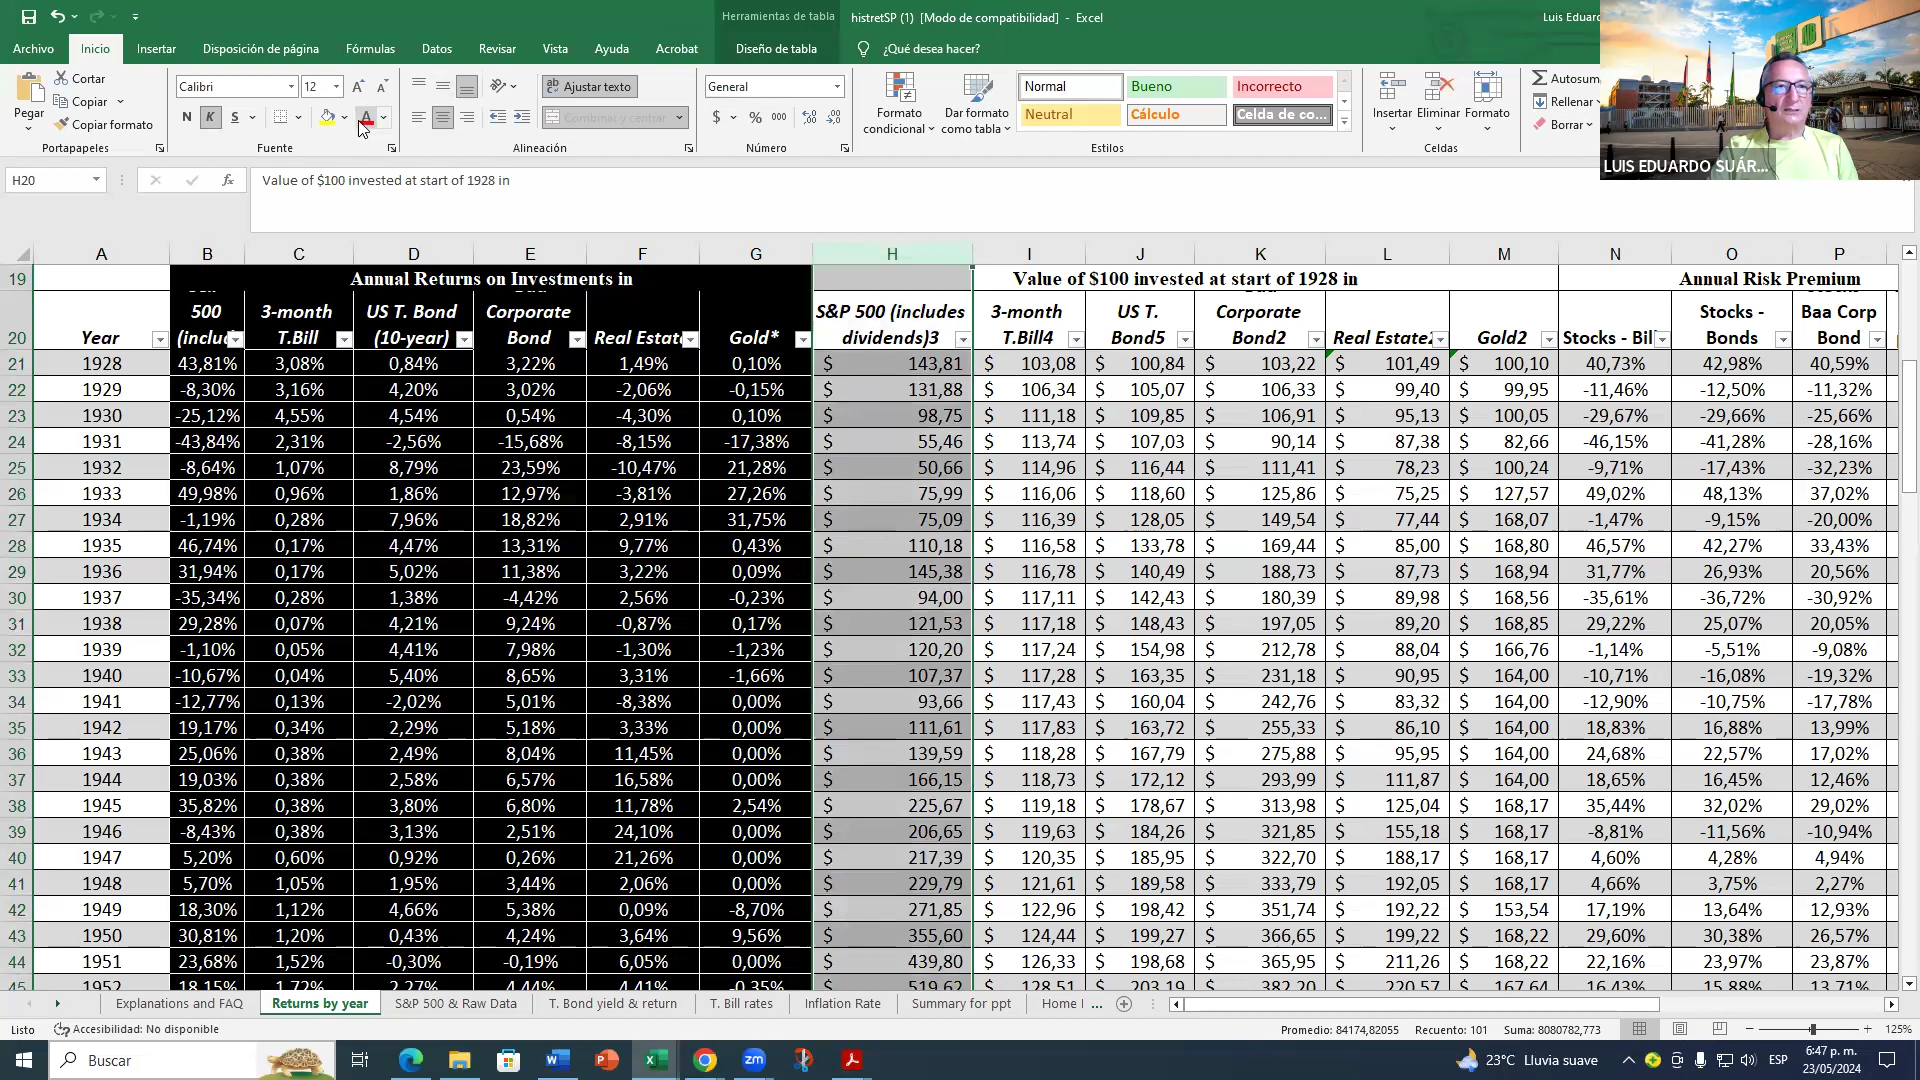 Herramientas de tabla
histretSP (1) [Modo de compatibilidad] - Excel
Luis Eduar
Archivo Inicio Insertar Disposición de página Fórmulas Datos Revisar Vista Ayuda Acrobat Diseño de tabla ¿Qué desea hacer?
Pegar Cortar Copiar Copiar formato
Calibri 12 N K S
Ajustar texto Combinar y centrar
General $ % 000
Formato condicional Dar formato como tabla
Normal Bueno Incorrecto
Neutral Cálculo Celda de co...
Insertar Eliminar Formato
Autosum Rellenar Borrar
Portapapeles Fuente Alineación Número Estilos Celdas
LUIS EDUARDO SUÁR...
H20 fx Value of $100 invested at start of 1928 in
A B C D E F G H I J K L M N O P
19 Annual Returns on Investments in Value of $100 invested at start of 1928 in Annual Risk Premium
20 Year 500 (inclu 3-month T.Bill US T. Bond (10-year) Corporate Bond Real Estat Gold* S&P 500 (includes dividends)3 3-month T.Bill4 US T. Bond5 Corporate Bond2 Real Estate2 Gold2 Stocks - Bil Stocks - Bonds Baa Corp Bond
21 1928 43,81% 3,08% 0,84% 3,22% 1,49% 0,10% $ 143,81 $ 103,08 $ 100,84 $ 103,22 $ 101,49 $ 100,10 40,73% 42,98% 40,59%
22 1929 -8,30% 3,16% 4,20% 3,02% -2,06% -0,15% $ 131,88 $ 106,34 $ 105,07 $ 106,33 $ 99,40 $ 99,95 -11,46% -12,50% -11,32%
23 1930 -25,12% 4,55% 4,54% 0,54% -4,30% 0,10% $ 98,75 $ 111,18 $ 109,85 $ 106,91 $ 95,13 $ 100,05 -29,67% -29,66% -25,66%
24 1931 -43,84% 2,31% -2,56% -15,68% -8,15% -17,38% $ 55,46 $ 113,74 $ 107,03 $ 90,14 $ 87,38 $ 82,66 -46,15% -41,28% -28,16%
25 1932 -8,64% 1,07% 8,79% 23,59% -10,47% 21,28% $ 50,66 $ 114,96 $ 116,44 $ 111,41 $ 78,23 $ 100,24 -9,71% -17,43% -32,23%
26 1933 49,98% 0,96% 1,86% 12,97% -3,81% 27,26% $ 75,99 $ 116,06 $ 118,60 $ 125,86 $ 75,25 $ 127,57 49,02% 48,13% 37,02%
27 1934 -1,19% 0,28% 7,96% 18,82% 2,91% 31,75% $ 75,09 $ 116,39 $ 128,05 $ 149,54 $ 77,44 $ 168,07 -1,47% -9,15% -20,00%
28 1935 46,74% 0,17% 4,47% 13,31% 9,77% 0,43% $ 110,18 $ 116,58 $ 133,78 $ 169,44 $ 85,00 $ 168,80 46,57% 42,27% 33,43%
29 1936 31,94% 0,17% 5,02% 11,38% 3,22% 0,09% $ 145,38 $ 116,78 $ 140,49 $ 188,73 $ 87,73 $ 168,94 31,77% 26,93% 20,56%
30 1937 -35,34% 0,28% 1,38% -4,42% 2,56% -0,23% $ 94,00 $ 117,11 $ 142,43 $ 180,39 $ 89,98 $ 168,56 -35,61% -36,72% -30,92%
31 1938 29,28% 0,07% 4,21% 9,24% -0,87% 0,17% $ 121,53 $ 117,18 $ 148,43 $ 197,05 $ 89,20 $ 168,85 29,22% 25,07% 20,05%
32 1939 -1,10% 0,05% 4,41% 7,98% -1,30% -1,23% $ 120,20 $ 117,24 $ 154,98 $ 212,78 $ 88,04 $ 166,76 -1,14% -5,51% -9,08%
33 1940 -10,67% 0,04% 5,40% 8,65% 3,31% -1,66% $ 107,37 $ 117,28 $ 163,35 $ 231,18 $ 90,95 $ 164,00 -10,71% -16,08% -19,32%
34 1941 -12,77% 0,13% -2,02% 5,01% -8,38% 0,00% $ 93,66 $ 117,43 $ 160,04 $ 242,76 $ 83,32 $ 164,00 -12,90% -10,75% -17,78%
35 1942 19,17% 0,34% 2,29% 5,18% 3,33% 0,00% $ 111,61 $ 117,83 $ 163,72 $ 255,33 $ 86,10 $ 164,00 18,83% 16,88% 13,99%
36 1943 25,06% 0,38% 2,49% 8,04% 11,45% 0,00% $ 139,59 $ 118,28 $ 167,79 $ 275,88 $ 95,95 $ 164,00 24,68% 22,57% 17,02%
37 1944 19,03% 0,38% 2,58% 6,57% 16,58% 0,00% $ 166,15 $ 118,73 $ 172,12 $ 293,99 $ 111,87 $ 164,00 18,65% 16,45% 12,46%
38 1945 35,82% 0,38% 3,80% 6,80% 11,78% 2,54% $ 225,67 $ 119,18 $ 178,67 $ 313,98 $ 125,04 $ 168,17 35,44% 32,02% 29,02%
39 1946 -8,43% 0,38% 3,13% 2,51% 24,10% 0,00% $ 206,65 $ 119,63 $ 184,26 $ 321,85 $ 155,18 $ 168,17 -8,81% -11,56% -10,94%
40 1947 5,20% 0,60% 0,92% 0,26% 21,26% 0,00% $ 217,39 $ 120,35 $ 185,95 $ 322,70 $ 188,17 $ 168,17 4,60% 4,28% 4,94%
41 1948 5,70% 1,05% 1,95% 3,44% 2,06% 0,00% $ 229,79 $ 121,61 $ 189,58 $ 333,79 $ 192,05 $ 168,17 4,66% 3,75% 2,27%
42 1949 18,30% 1,12% 4,66% 5,38% 0,09% -8,70% $ 271,85 $ 122,96 $ 198,42 $ 351,74 $ 192,22 $ 153,54 17,19% 13,64% 12,93%
43 1950 30,81% 1,20% 0,43% 4,24% 3,64% 9,56% $ 355,60 $ 124,44 $ 199,27 $ 366,65 $ 199,22 $ 168,22 29,60% 30,38% 26,57%
44 1951 23,68% 1,52% -0,30% -0,19% 6,05% 0,00% $ 439,80 $ 126,33 $ 198,68 $ 365,95 $ 211,26 $ 168,22 22,16% 23,97% 23,87%
45 1952 18,15% 1,72% 2,27% 4,44% 4,41% -0,35% $ 519,62 $ 128,51 $ 203,19 $ 382,20 $ 220,57 $ 167,64 16,43% 15,88% 13,71%
Explanations and FAQ Returns by year S&P 500 & Raw Data T. Bond yield & return T. Bill rates Inflation Rate Summary for ppt Home I ...
Listo Accesibilidad: No disponible Promedio: 84174,82055 Recuento: 101 Suma: 8080782,773 125%
Buscar 23°C Lluvia suave ESP 6:47 p. m.
23/05/2024